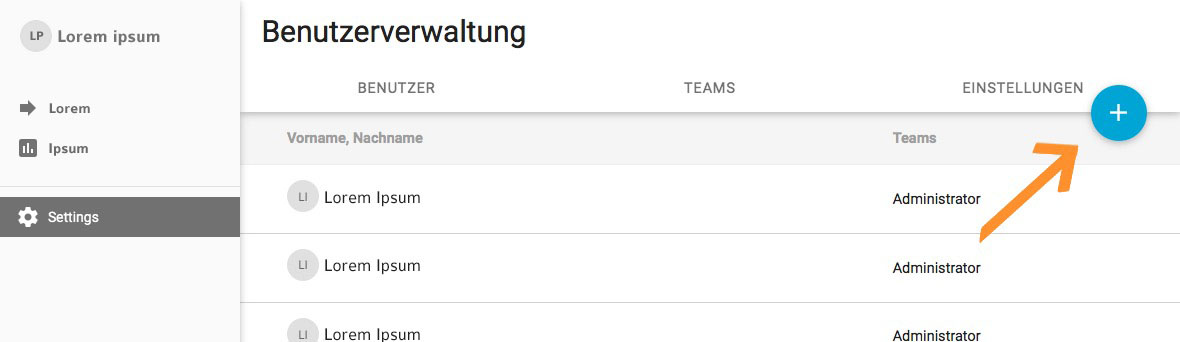 LP Lorem ipsum
Lorem
Ipsum
Settings
Benutzerverwaltung
BENUTZER TEAMS EINSTELLUNGEN
+
Vorname, Nachname Teams
LI Lorem Ipsum Administrator
LI Lorem Ipsum Administrator
LI Lorem Ipsum Administrator